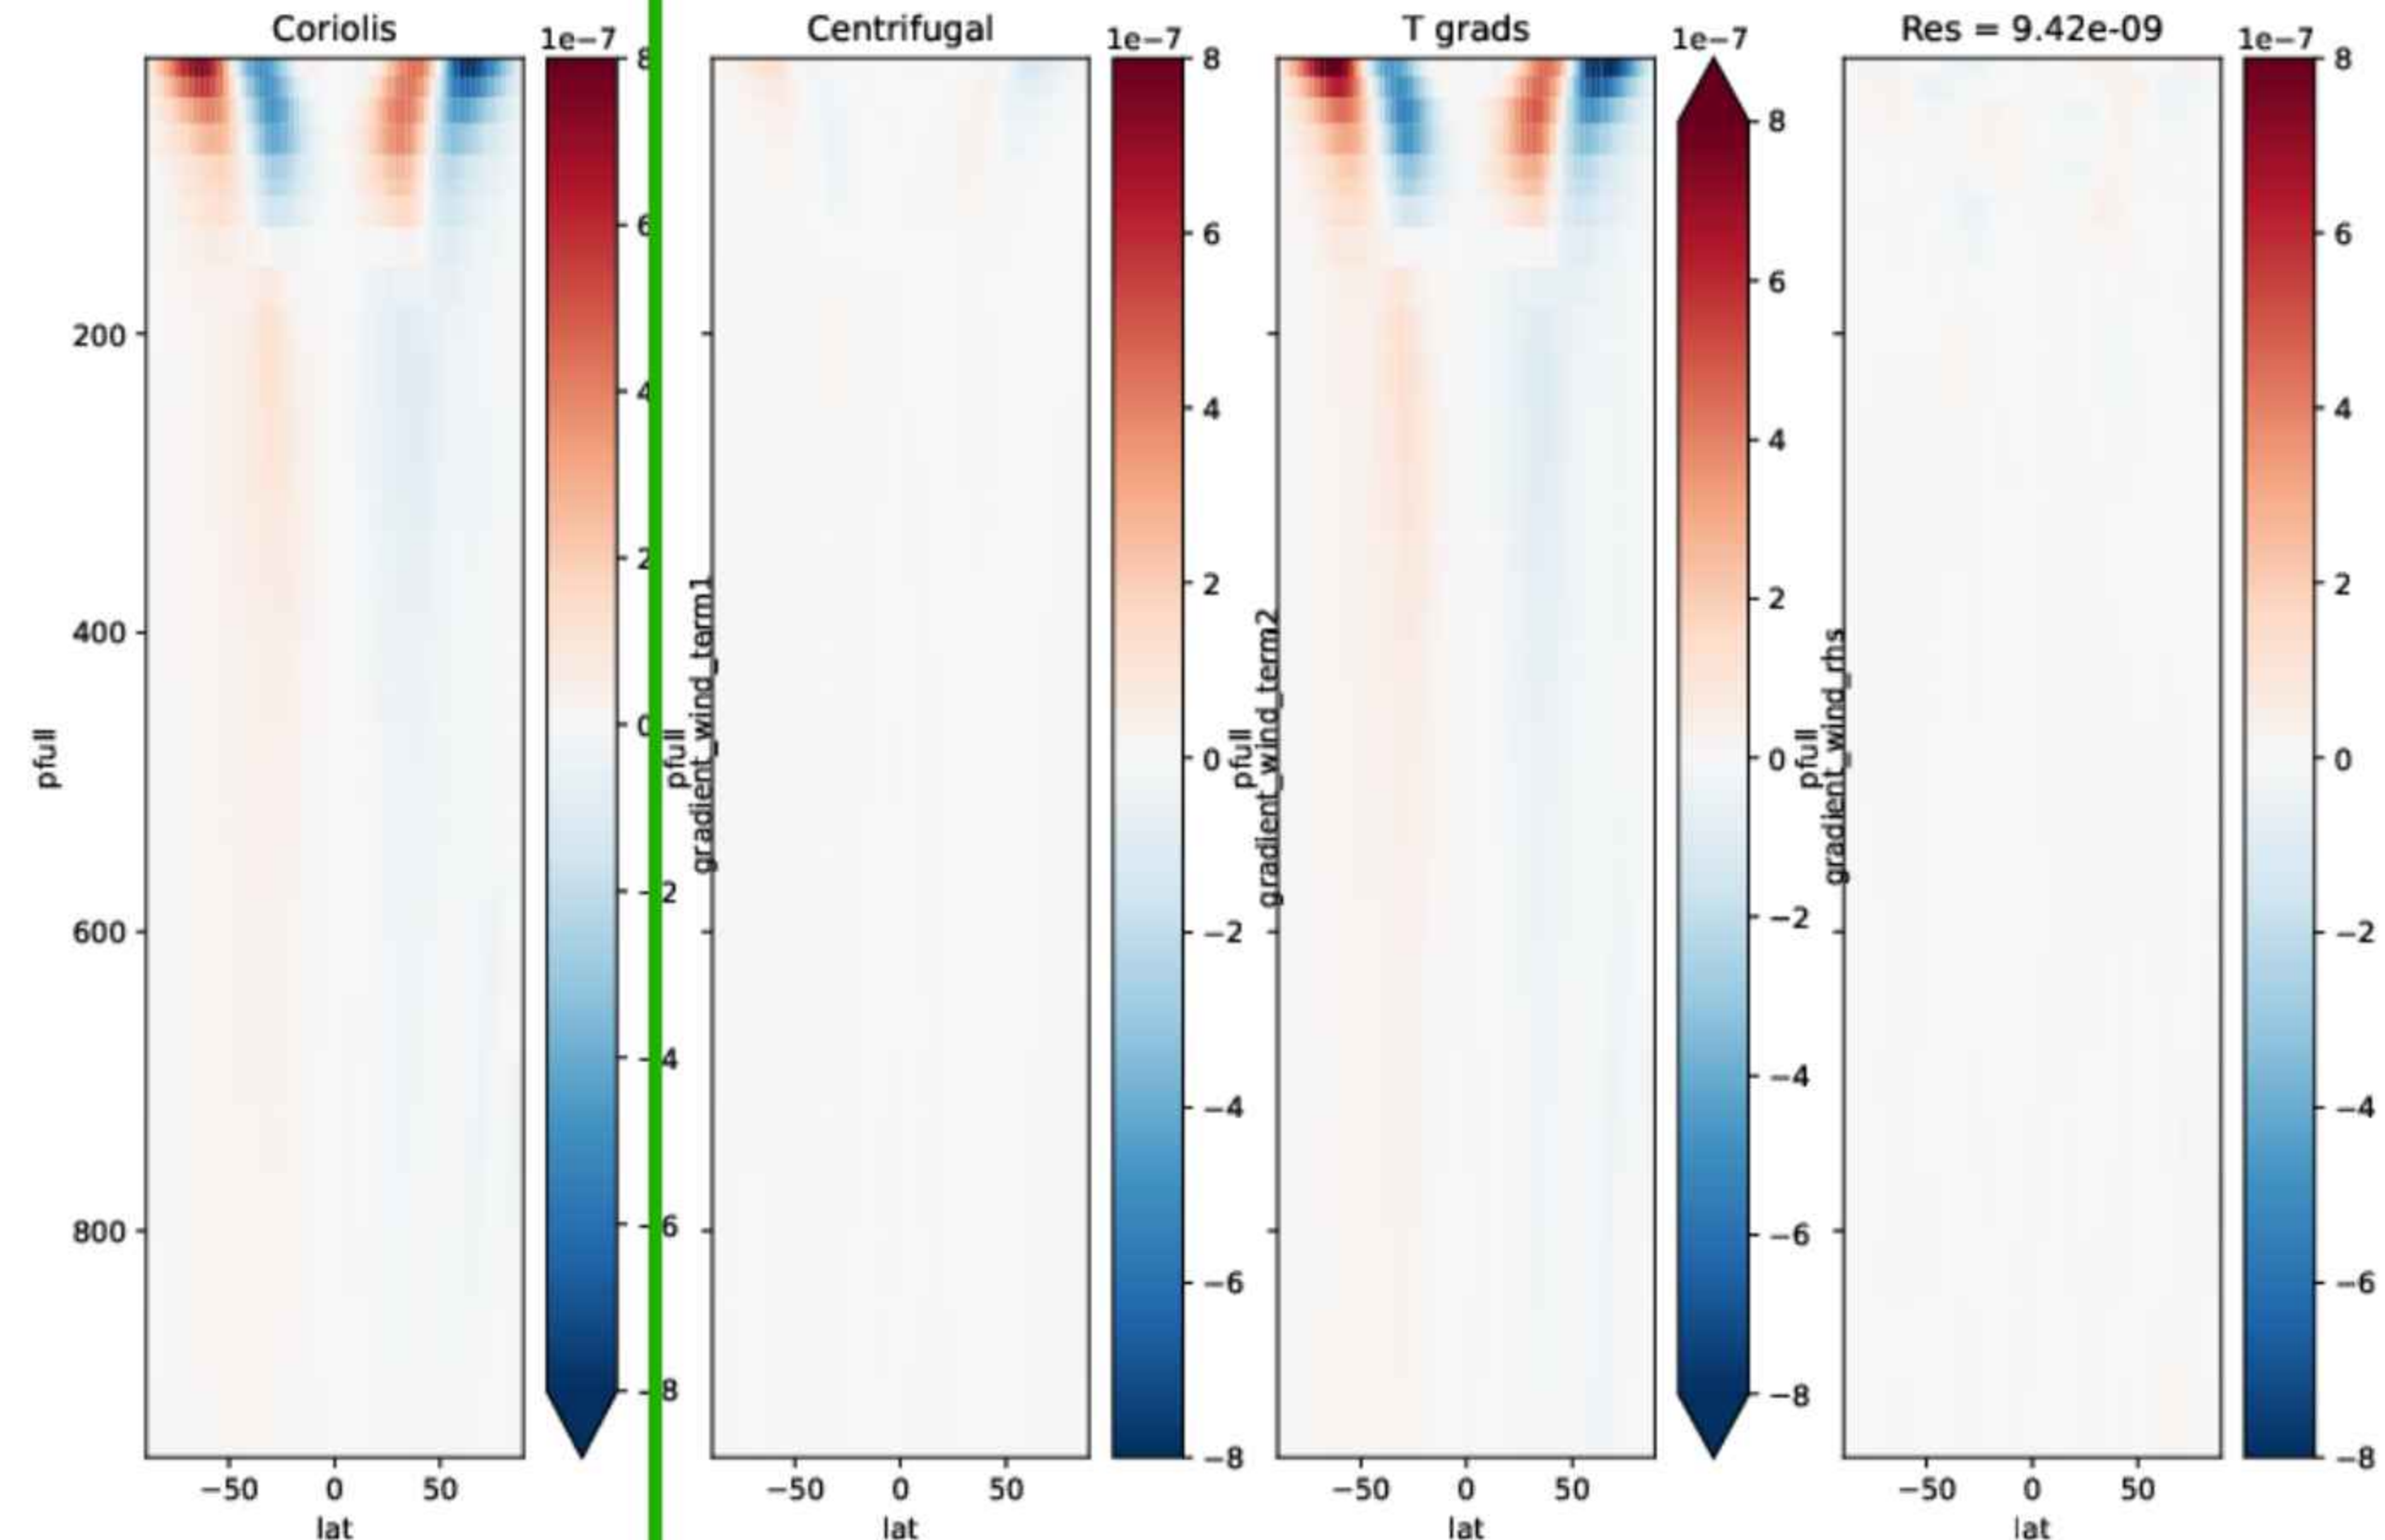 Coriolis
1e−7
8
6
4
2
0
−2
−4
−6
−8
gradient_wind_term1
pfull
200
400
600
800
−50 0 50
lat
Centrifugal
1e−7
8
6
4
2
0
−2
−4
−6
−8
gradient_wind_term2
pfull
−50 0 50
lat
T grads
1e−7
8
6
4
2
0
−2
−4
−6
−8
gradient_wind_rhs
pfull
−50 0 50
lat
Res = 9.42e-09
1e−7
8
6
4
2
0
−2
−4
−6
−8
pfull
−50 0 50
lat